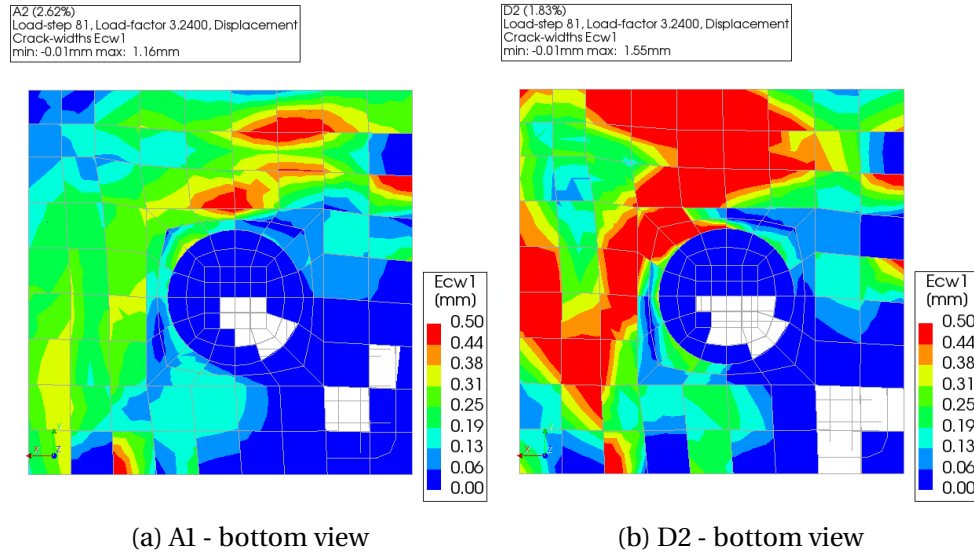 A2 (2.62%)
Load-step 81, Load-factor 3.2400, Displacement
Crack-widths Ecw1
min: -0.01mm max: 1.16mm
D2 (1.83%)
Load-step 81, Load-factor 3.2400, Displacement
Crack-widths Ecw1
min: -0.01mm max: 1.55mm
Ecw1
(mm)
0.50
0.44
0.38
0.31
0.25
0.19
0.13
0.06
0.00
Y
X
Z
Ecw1
(mm)
0.50
0.44
0.38
0.31
0.25
0.19
0.13
0.06
0.00
Y
X
Z
(a) A1 - bottom view
(b) D2 - bottom view